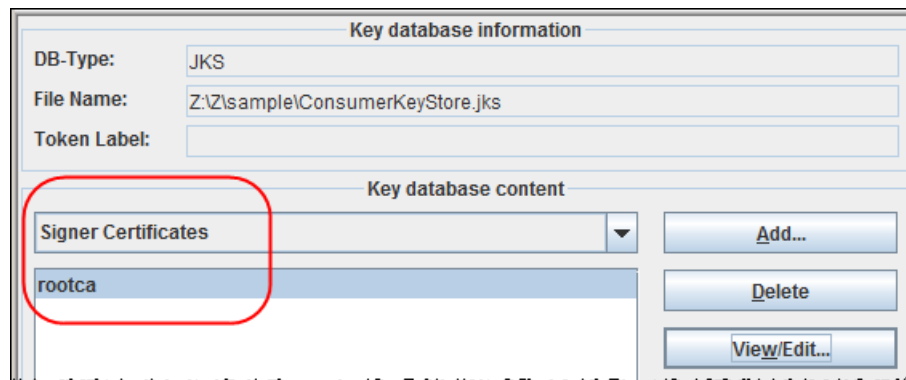 Key database information
DB-Type: JKS
File Name: Z:\Z\sample\ConsumerKeyStore.jks
Token Label:
Key database content
Signer Certificates
Add...
rootca
Delete
View/Edit...